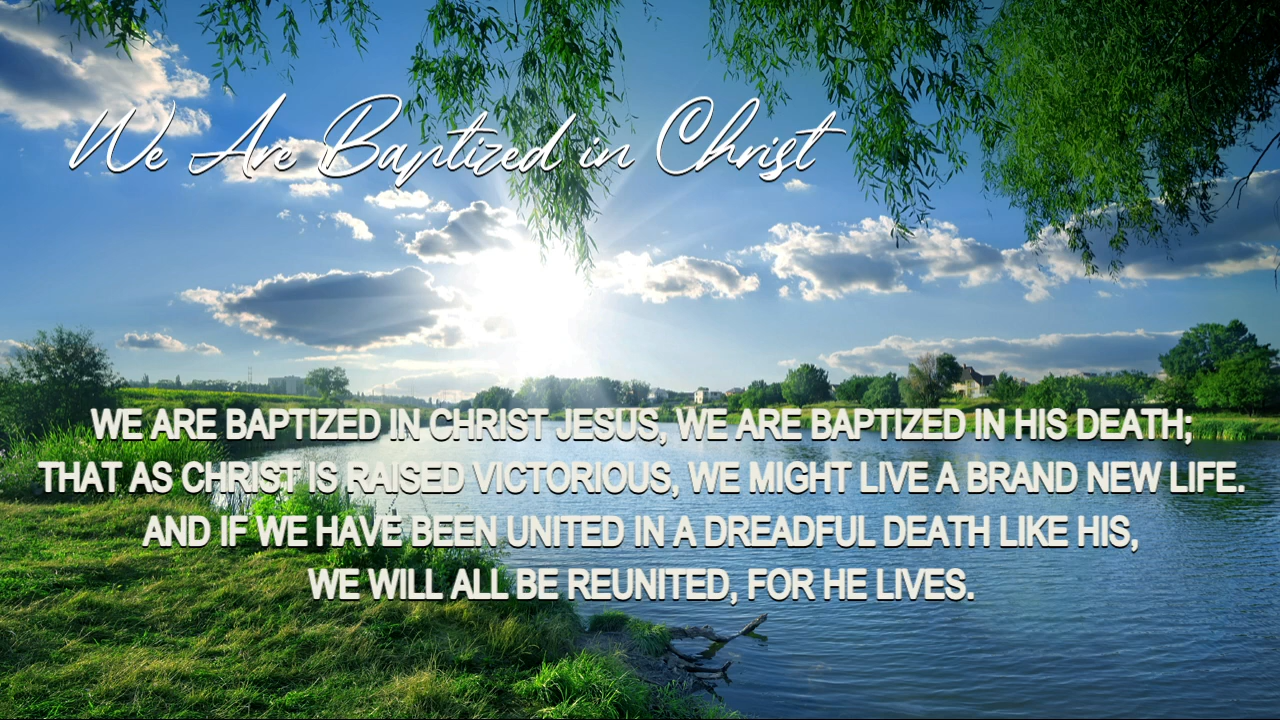 We Are Baptized in Christ
WE ARE BAPTIZED IN CHRIST JESUS, WE ARE BAPTIZED IN HIS DEATH;
THAT AS CHRIST IS RAISED VICTORIOUS, WE MIGHT LIVE A BRAND NEW LIFE.
AND IF WE HAVE BEEN UNITED IN A DREADFUL DEATH LIKE HIS,
WE WILL ALL BE REUNITED, FOR HE LIVES.